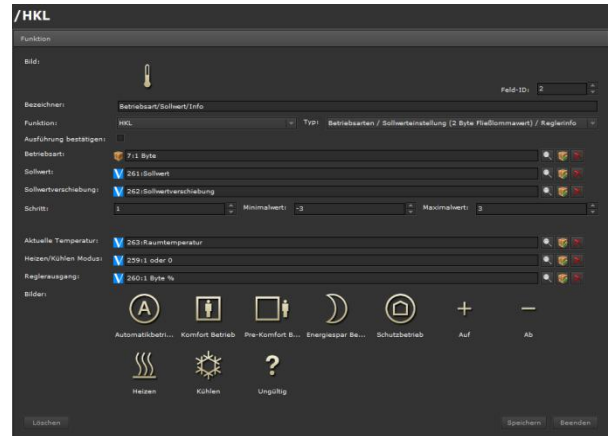 /HKL
Funktion
Bild:
Feld-ID: 2
Bezeichner: Betriebsart/Sollwert/Info
Funktion: HKL Typ: Betriebsarten / Sollwerteinstellung (2 Byte Fließkommawert) / Reglerinfo
Ausführung bestätigen:
Betriebsart: 7:1 Byte
Sollwert: V 261:Sollwert
Sollwertverschiebung: V 262:Sollwertverschiebung
Schritt: 1 Minimalwert: -3 Maximalwert: 3
Aktuelle Temperatur: V 263:Raumtemperatur
Heizen/Kühlen Modus: V 259:1 oder 0
Reglerausgang: V 260:1 Byte %
Bilder:
A
Automatikbetri... Komfort Betrieb Pre-Komfort B... Energiespar Be... Schutzbetrieb Auf Ab
?
Heizen Kühlen Ungültig
Löschen Speichern Beenden